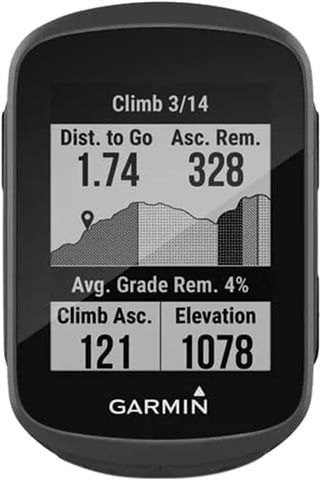 Climb 3/14
Dist. to Go Asc. Rem.
1.74 328
Avg. Grade Rem. 4%
Climb Asc. Elevation
121 1078
GARMIN